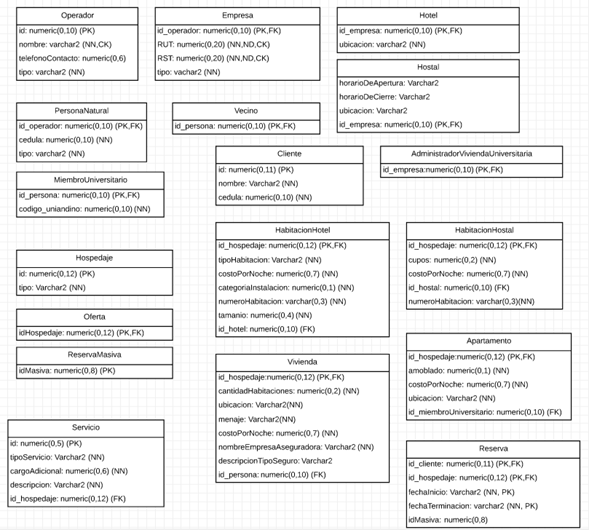 Operador
id: numeric(0,10) (PK)
nombre: varchar2 (NN,CK)
telefonoContacto: numeric(0,6)
tipo: varchar2 (NN)
Empresa
id_operador: numeric(0,10) (PK,FK)
RUT: numeric(0,20) (NN,ND,CK)
RST: numeric(0,20) (NN,ND,CK)
tipo: vachar2 (NN)
Hotel
id_empresa: numeric(0,10) (PK,FK)
ubicacion: varchar2 (NN)
Hostal
horarioDeApertura: Varchar2
horarioDeCierre: Varchar2
ubicacion: Varchar2
id_empresa: numeric(0,10) (PK,FK)
PersonaNatural
id_operador: numeric(0,10) (PK,FK)
cedula: numeric(0,10) (NN)
tipo: varchar2 (NN)
Vecino
id_persona: numeric(0,10) (PK,FK)
Cliente
id: numeric(0,11) (PK)
nombre: Varchar2 (NN)
cedula: numeric(0,10) (NN)
AdministradorViviendaUniversitaria
id_empresa:numeric(0,10) (PK,FK)
MiembroUniversitario
id_persona: numeric(0,10) (PK,FK)
codigo_uniandino: numeric(0,10) (NN)
HabitacionHotel
id_hospedaje: numeric(0,12) (PK,FK)
tipoHabitacion: Varchar2 (NN)
costoPorNoche: numeric(0,7) (NN)
categoriaInstalacion: numeric(0,1) (NN)
numeroHabitacion: varchar(0,3) (NN)
tamanio: numeric(0,4) (NN)
id_hotel: numeric(0,10) (FK)
HabitacionHostal
id_hospedaje: numeric(0,12) (PK,FK)
cupos: numeric(0,2) (NN)
costoPorNoche: numeric(0,7) (NN)
id_hostal: numeric(0,10) (FK)
numeroHabitacion: varchar(0,3)(NN)
Hospedaje
id: numeric(0,12) (PK)
tipo: Varchar2 (NN)
Oferta
idHospedaje: numeric(0,12) (PK,FK)
ReservaMasiva
idMasiva: numeric(0,8) (PK)
Vivienda
id_hospedaje:numeric(0,12) (PK,FK)
cantidadHabitaciones: numeric(0,2) (NN)
ubicacion: Varchar2(NN)
menaje: Varchar2(NN)
costoPorNoche: numeric(0,7) (NN)
nombreEmpresaAseguradora: Varchar2 (NN)
descripcionTipoSeguro: Varchar2
id_persona: numeric(0,10) (FK)
Apartamento
id_hospedaje:numeric(0,12) (PK,FK)
amoblado: numeric(0,1) (NN)
costoPorNoche: numeric(0,7) (NN)
ubicacion: Varchar2 (NN)
id_miembroUniversitario: numeric(0,10) (FK)
Servicio
id: numeric(0,5) (PK)
tipoServicio: Varchar2 (NN)
cargoAdicional: numeric(0,6) (NN)
descripcion: Varchar2 (NN)
id_hospedaje: numeric(0,12) (FK)
Reserva
id_cliente: numeric(0,11) (PK,FK)
id_hospedaje: numeric(0,12) (PK,FK)
fechaInicio: Varchar2 (NN, PK)
fechaTerminacion: varchar2 (NN, PK)
idMasiva: numeric(0,8)